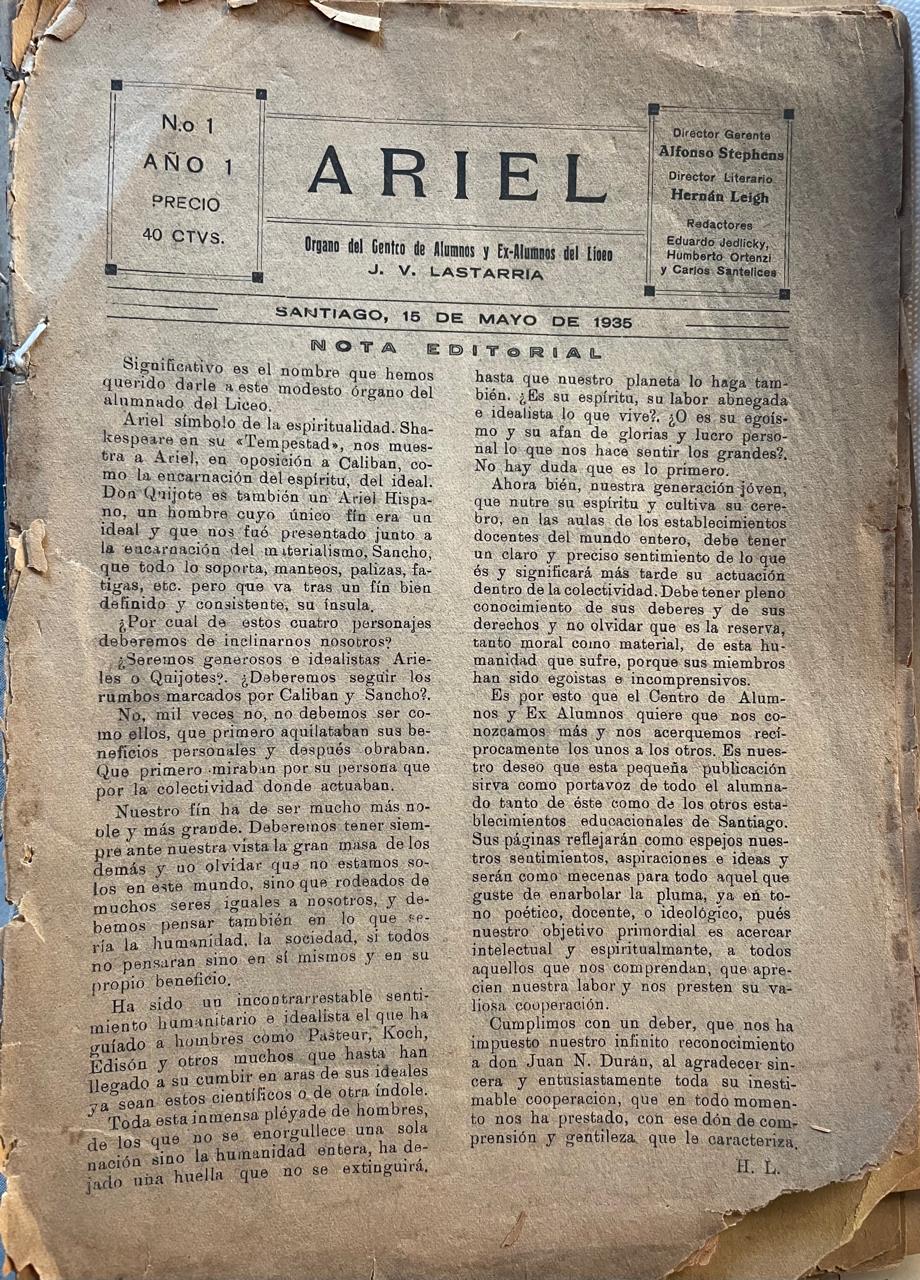 N.o 1
AÑO 1
PRECIO
40 CTVS.
ARIEL
Organo del Centro de Alumnos y Ex-Alumnos del Liceo
J. V. LASTARRIA
Director Gerente
Alfonso Stephens
Director Literario
Hernán Leigh
Redactores
Eduardo Jedlicky,
Humberto Ortenzi
y Carlos Santelices
SANTIAGO, 15 DE MAYO DE 1935
NOTA EDITORIAL
Significativo es el nombre que hemos
querido darle a este modesto órgano del
alumnado del Liceo.
Ariel símbolo de la espiritualidad. Sha-
kespeare en su «Tempestad», nos mues-
tra a Ariel, en oposición a Caliban, co-
mo la encarnación del espíritu, del ideal.
Don Quijote es también un Ariel Hispa-
no, un hombre cuyo único fín era un
ideal y que nos fué presentado junto a
la encarnación del materialismo, Sancho,
que todo lo soporta, manteos, palizas, fa-
tigas, etc. pero que va tras un fín bien
definido y consistente, su ínsula.
¿Por cual de estos cuatro personajes
deberemos de inclinarnos nosotros?
¿Seremos generosos e idealistas Arie-
les o Quijotes?. ¿Deberemos seguir los
rumbos marcados por Caliban y Sancho?.
No, mil veces no, no debemos ser co-
mo ellos, que primero aquilataban sus be-
neficios personales y después obraban.
Que primero miraban por su persona que
por la colectividad donde actuaban.
Nuestro fín ha de ser mucho más no-
ble y más grande. Deberemos tener siem-
pre ante nuestra vista la gran masa de los
demás y no olvidar que no estamos so-
los en este mundo, sino que rodeados de
muchos seres iguales a nosotros, y de-
bemos pensar también en lo que se-
ría la humanidad, la sociedad, si todos
no pensaran sino en sí mismos y en su
propio beneficio.
Ha sido un incontrarrestable senti-
miento humanitario e idealista el que ha
guíado a hombres como Pasteur, Koch,
Edisón y otros muchos que hasta han
llegado a su cumbir en aras de sus ideales
ya sean estos científicos o de otra índole.
Toda esta inmensa pléyade de hombres,
de los que no se enorgullece una sola
nación sino la humanidad entera, ha de-
jado una huella que no se extinguirá.
hasta que nuestro planeta lo haga tam-
bién. ¿Es su espíritu, su labor abnegada
e idealista lo que vive?. ¿O es su egoís-
mo y su afan de glorias y lucro perso-
nal lo que nos hace sentir los grandes?.
No hay duda que es lo primero.
Ahora bién, nuestra generación jóven,
que nutre su espíritu y cultiva su cere-
bro, en las aulas de los establecimientos
docentes del mundo entero, debe tener
un claro y preciso sentimiento de lo que
és y significará más tarde su actuación
dentro de la colectividad. Debe tener pleno
conocimiento de sus deberes y de sus
derechos y no olvidar que es la reserva,
tanto moral como material, de esta hu-
manidad que sufre, porque sus miembros
han sido egoistas e incomprensivos.
Es por esto que el Centro de Alum-
nos y Ex Alumnos quiere que nos co-
nozcamos más y nos acerquemos recí-
procamente los unos a los otros. Es nues-
tro deseo que esta pequeña publicación
sirva como portavoz de todo el alumna-
do tanto de éste como de los otros esta-
blecimientos educacionales de Santiago.
Sus páginas reflejarán como espejos nues-
tros sentimientos, aspiraciones e ideas y
serán como mecenas para todo aquel que
guste de enarbolar la pluma, ya en to-
no poético, docente, o ideológico, pués
nuestro objetivo primordial es acercar
intelectual y espiritualmante, a todos
aquellos que nos comprendan, que apre-
cien nuestra labor y nos presten su va-
liosa cooperación.
Cumplimos con un deber, que nos ha
impuesto nuestro infinito reconocimiento
a don Juan N. Durán, al agradecer sin-
cera y entusiastamente toda su inesti-
mable cooperación, que en todo momen-
to nos ha prestado, con ese dón de com-
prensión y gentileza que le caracteriza.
H. L.